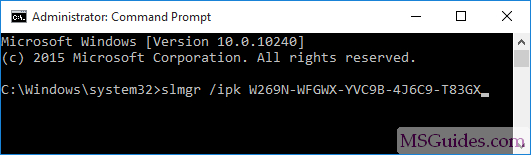 Administrator: Command Prompt
Microsoft Windows [Version 10.0.10240]
(c) 2015 Microsoft Corporation. All rights reserved.
C:\Windows\system32>slmgr /ipk W269N-WFGWX-YVC9B-4J6C9-T83GX_
MSGuides.com